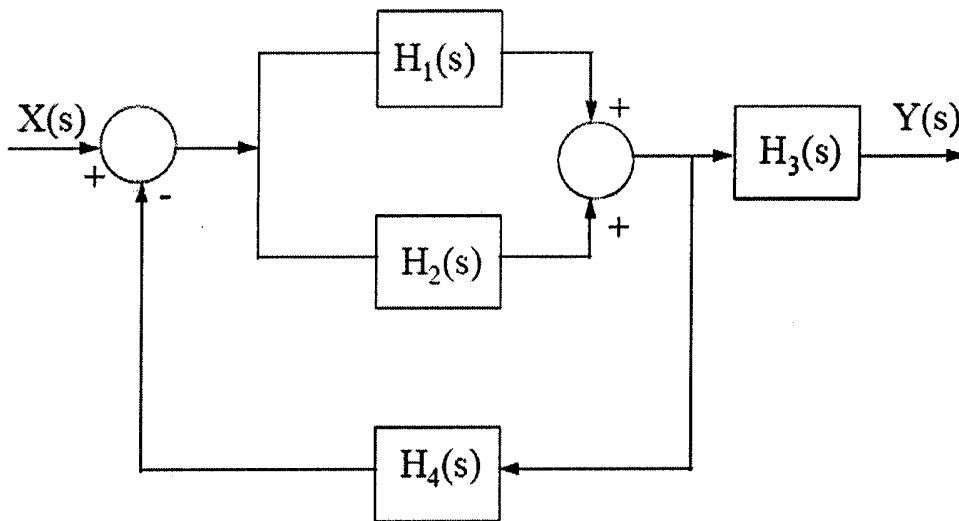 H₁(s)
+
X(s)
+
-
H₃(s)
Y(s)
+
H₂(s)
H₄(s)